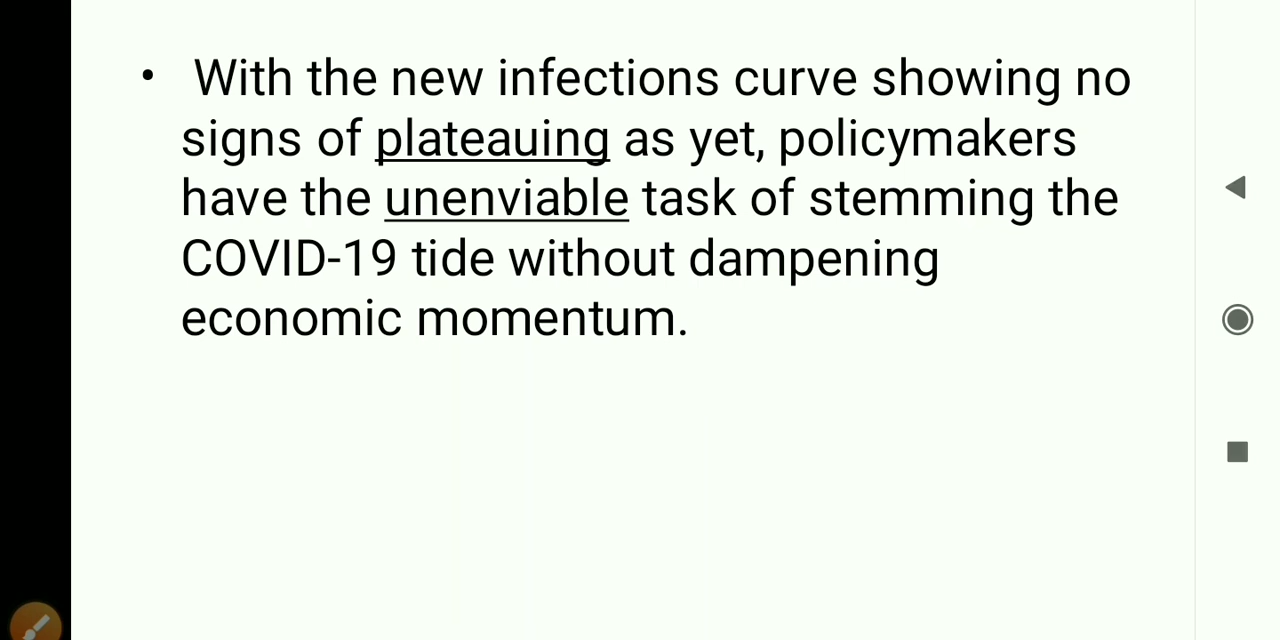 • With the new infections curve showing no
signs of plateauing as yet, policymakers
have the unenviable task of stemming the
COVID-19 tide without dampening
economic momentum.